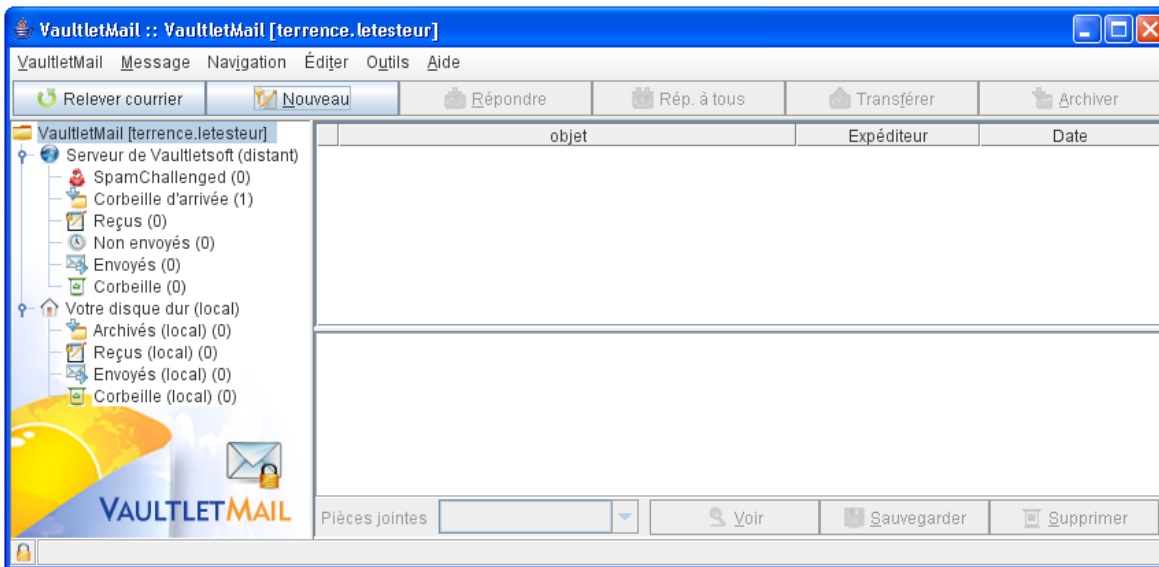 VaultletMail :: VaultletMail [terrence.letesteur]
VaultletMail Message Navigation Éditer Outils Aide
Relever courrier Nouveau Répondre Rép. à tous Transférer Archiver
VaultletMail [terrence.letesteur]
objet Expéditeur Date
Serveur de Vaultletsoft (distant)
SpamChallenged (0)
Corbeille d'arrivée (1)
Reçus (0)
Non envoyés (0)
Envoyés (0)
Corbeille (0)
Votre disque dur (local)
Archivés (local) (0)
Reçus (local) (0)
Envoyés (local) (0)
Corbeille (local) (0)
VAULTLETMAIL
Pièces jointes Voir Sauvegarder Supprimer